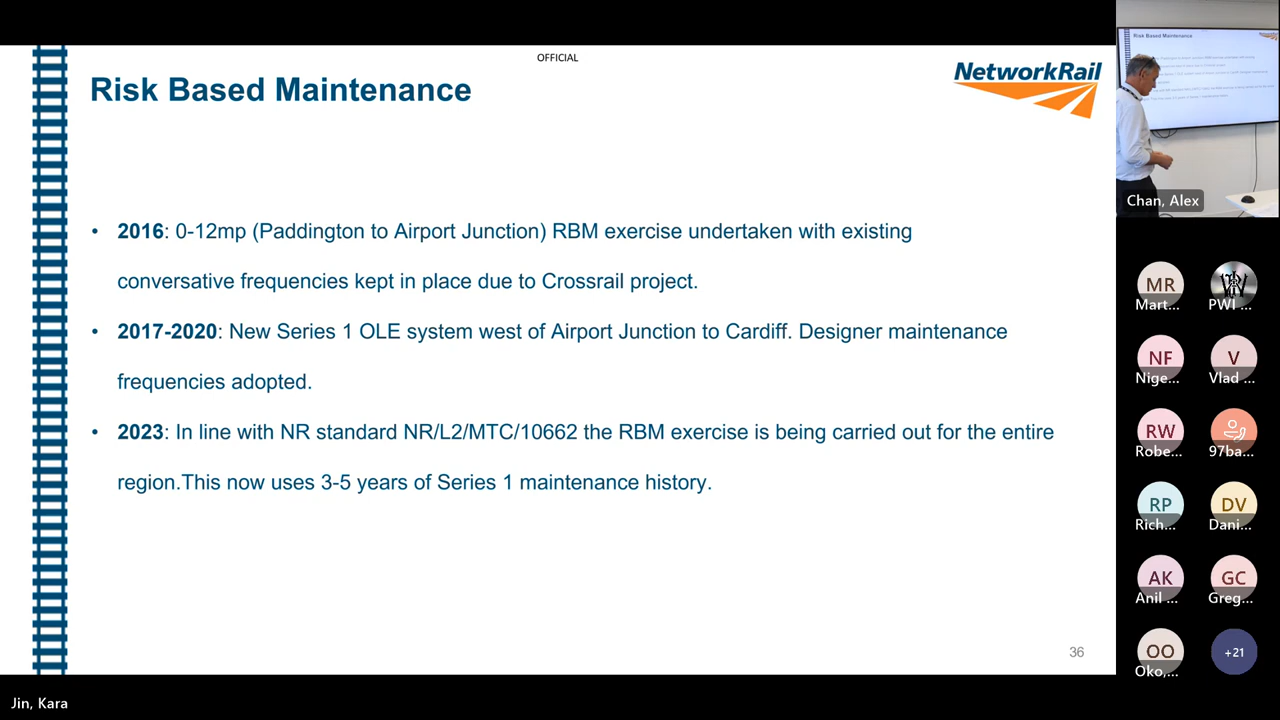 OFFICIAL
Risk Based Maintenance
NetworkRail
• 2016: 0-12mp (Paddington to Airport Junction) RBM exercise undertaken with existing
conversative frequencies kept in place due to Crossrail project.
• 2017-2020: New Series 1 OLE system west of Airport Junction to Cardiff. Designer maintenance
frequencies adopted.
• 2023: In line with NR standard NR/L2/MTC/10662 the RBM exercise is being carried out for the entire
region.This now uses 3-5 years of Series 1 maintenance history.
36
Jin, Kara
Risk Based Maintenance
Chan, Alex
MR
Mart...
PWI ...
NF
Nige...
V
Vlad ...
RW
Robe...
97ba...
RP
Rich...
DV
Dani...
AK
Anil ...
GC
Greg...
OO
Oko,...
+21